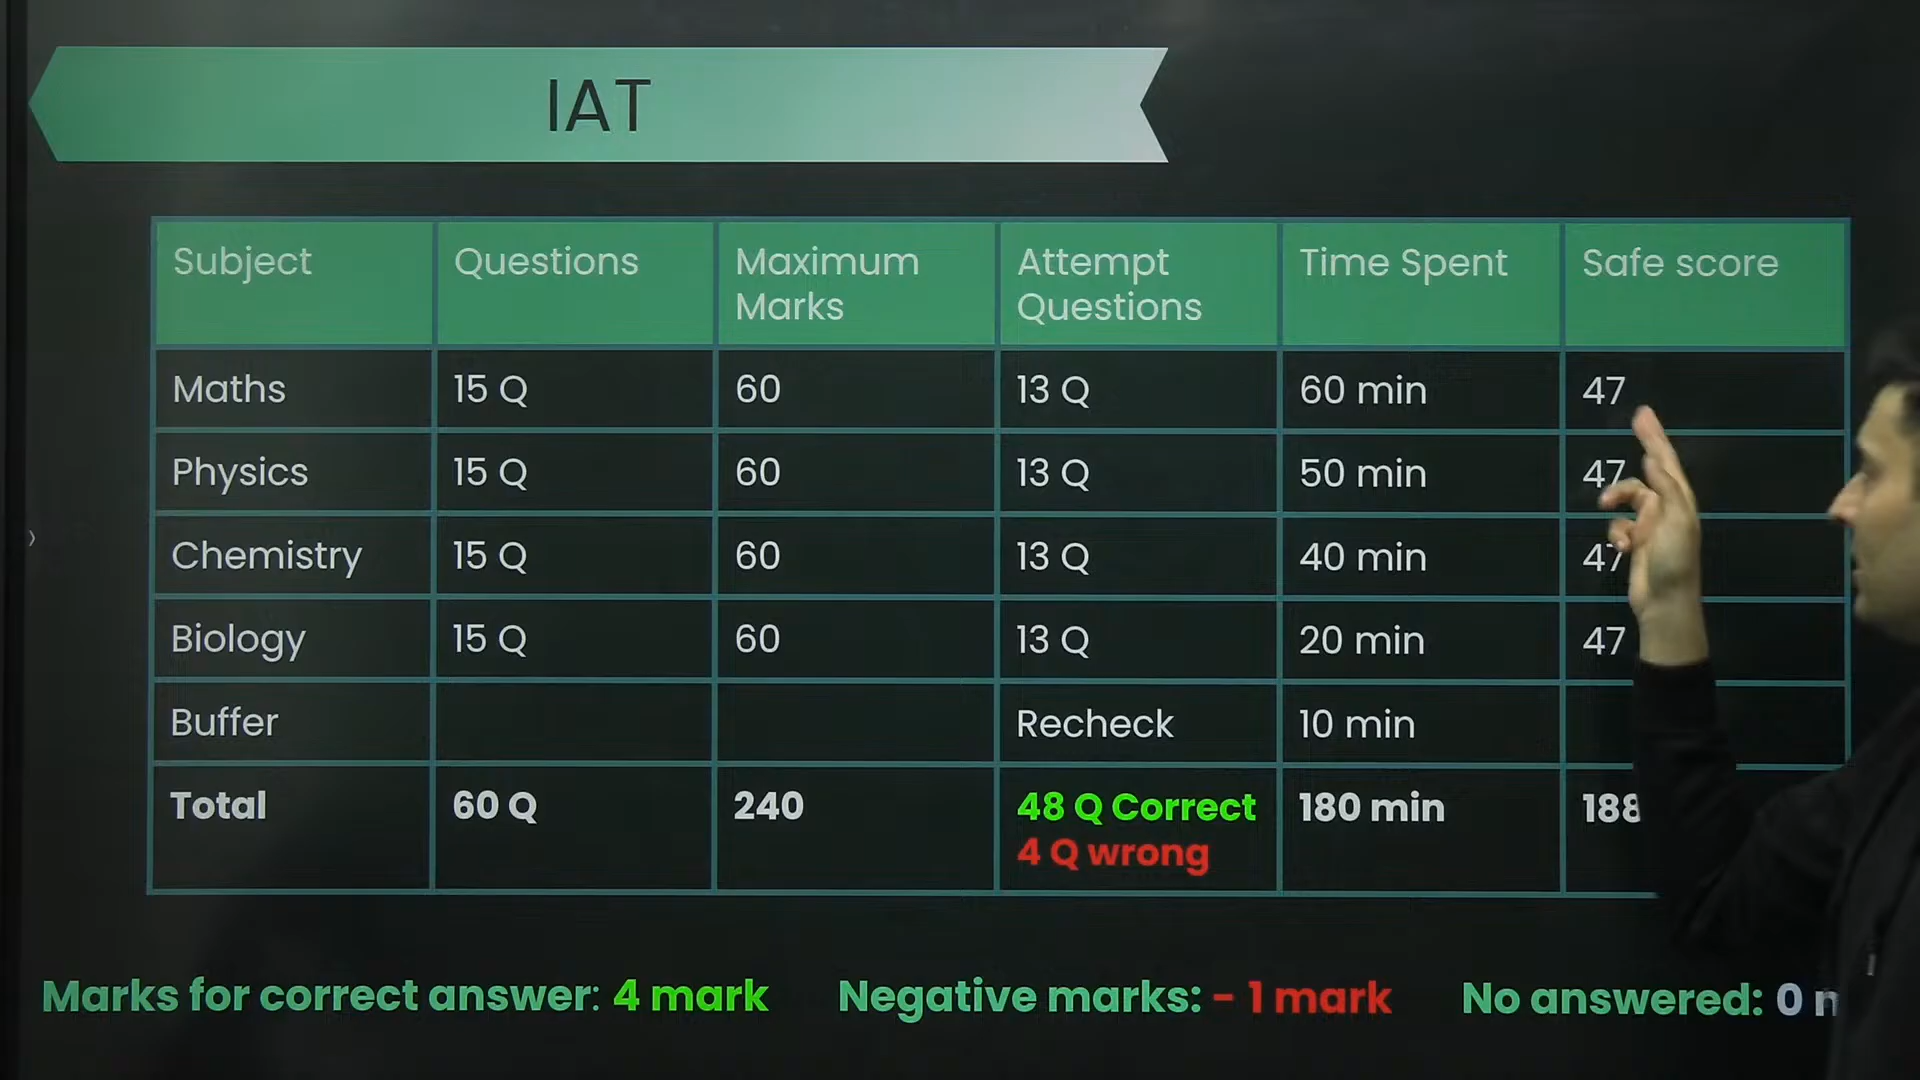 IAT
Subject Questions Maximum Marks Attempt Questions Time Spent Safe score
Maths 15 Q 60 13 Q 60 min 47
Physics 15 Q 60 13 Q 50 min 47
Chemistry 15 Q 60 13 Q 40 min 47
Biology 15 Q 60 13 Q 20 min 47
Buffer Recheck 10 min
Total 60 Q 240 48 Q Correct 180 min 188
4 Q wrong
Marks for correct answer: 4 mark Negative marks: - 1 mark No answered: 0